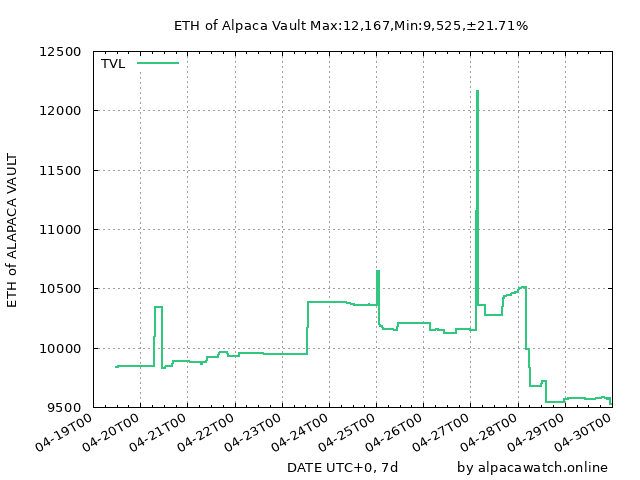 ETH of Alpaca Vault Max:12,167,Min:9,525,±21.71%
TVL
12500
12000
11500
11000
10500
10000
9500
ETH of ALAPACA VAULT
04-19T00
04-20T00
04-21T00
04-22T00
04-23T00
04-24T00
04-25T00
04-26T00
04-27T00
04-28T00
04-29T00
04-30T00
DATE UTC+0, 7d
by alpacawatch.online